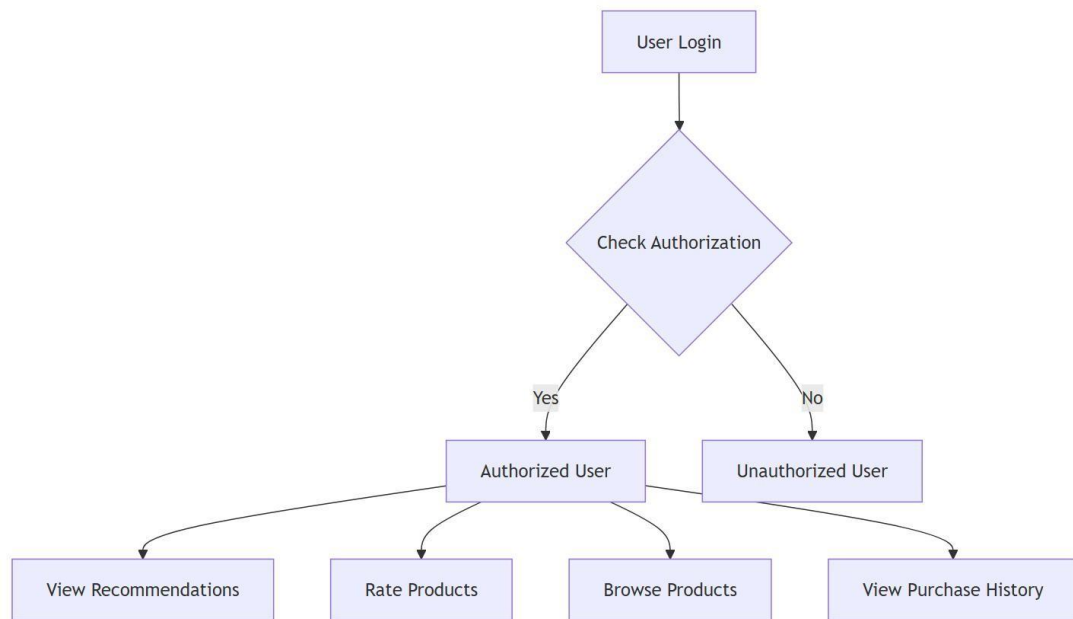 User Login
Check Authorization
Yes
No
Authorized User
Unauthorized User
View Recommendations
Rate Products
Browse Products
View Purchase History